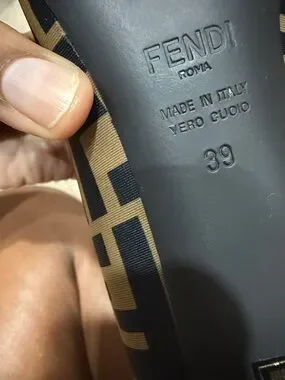 FENDI
ROMA
MADE IN ITALY
VERO CUOIO
39